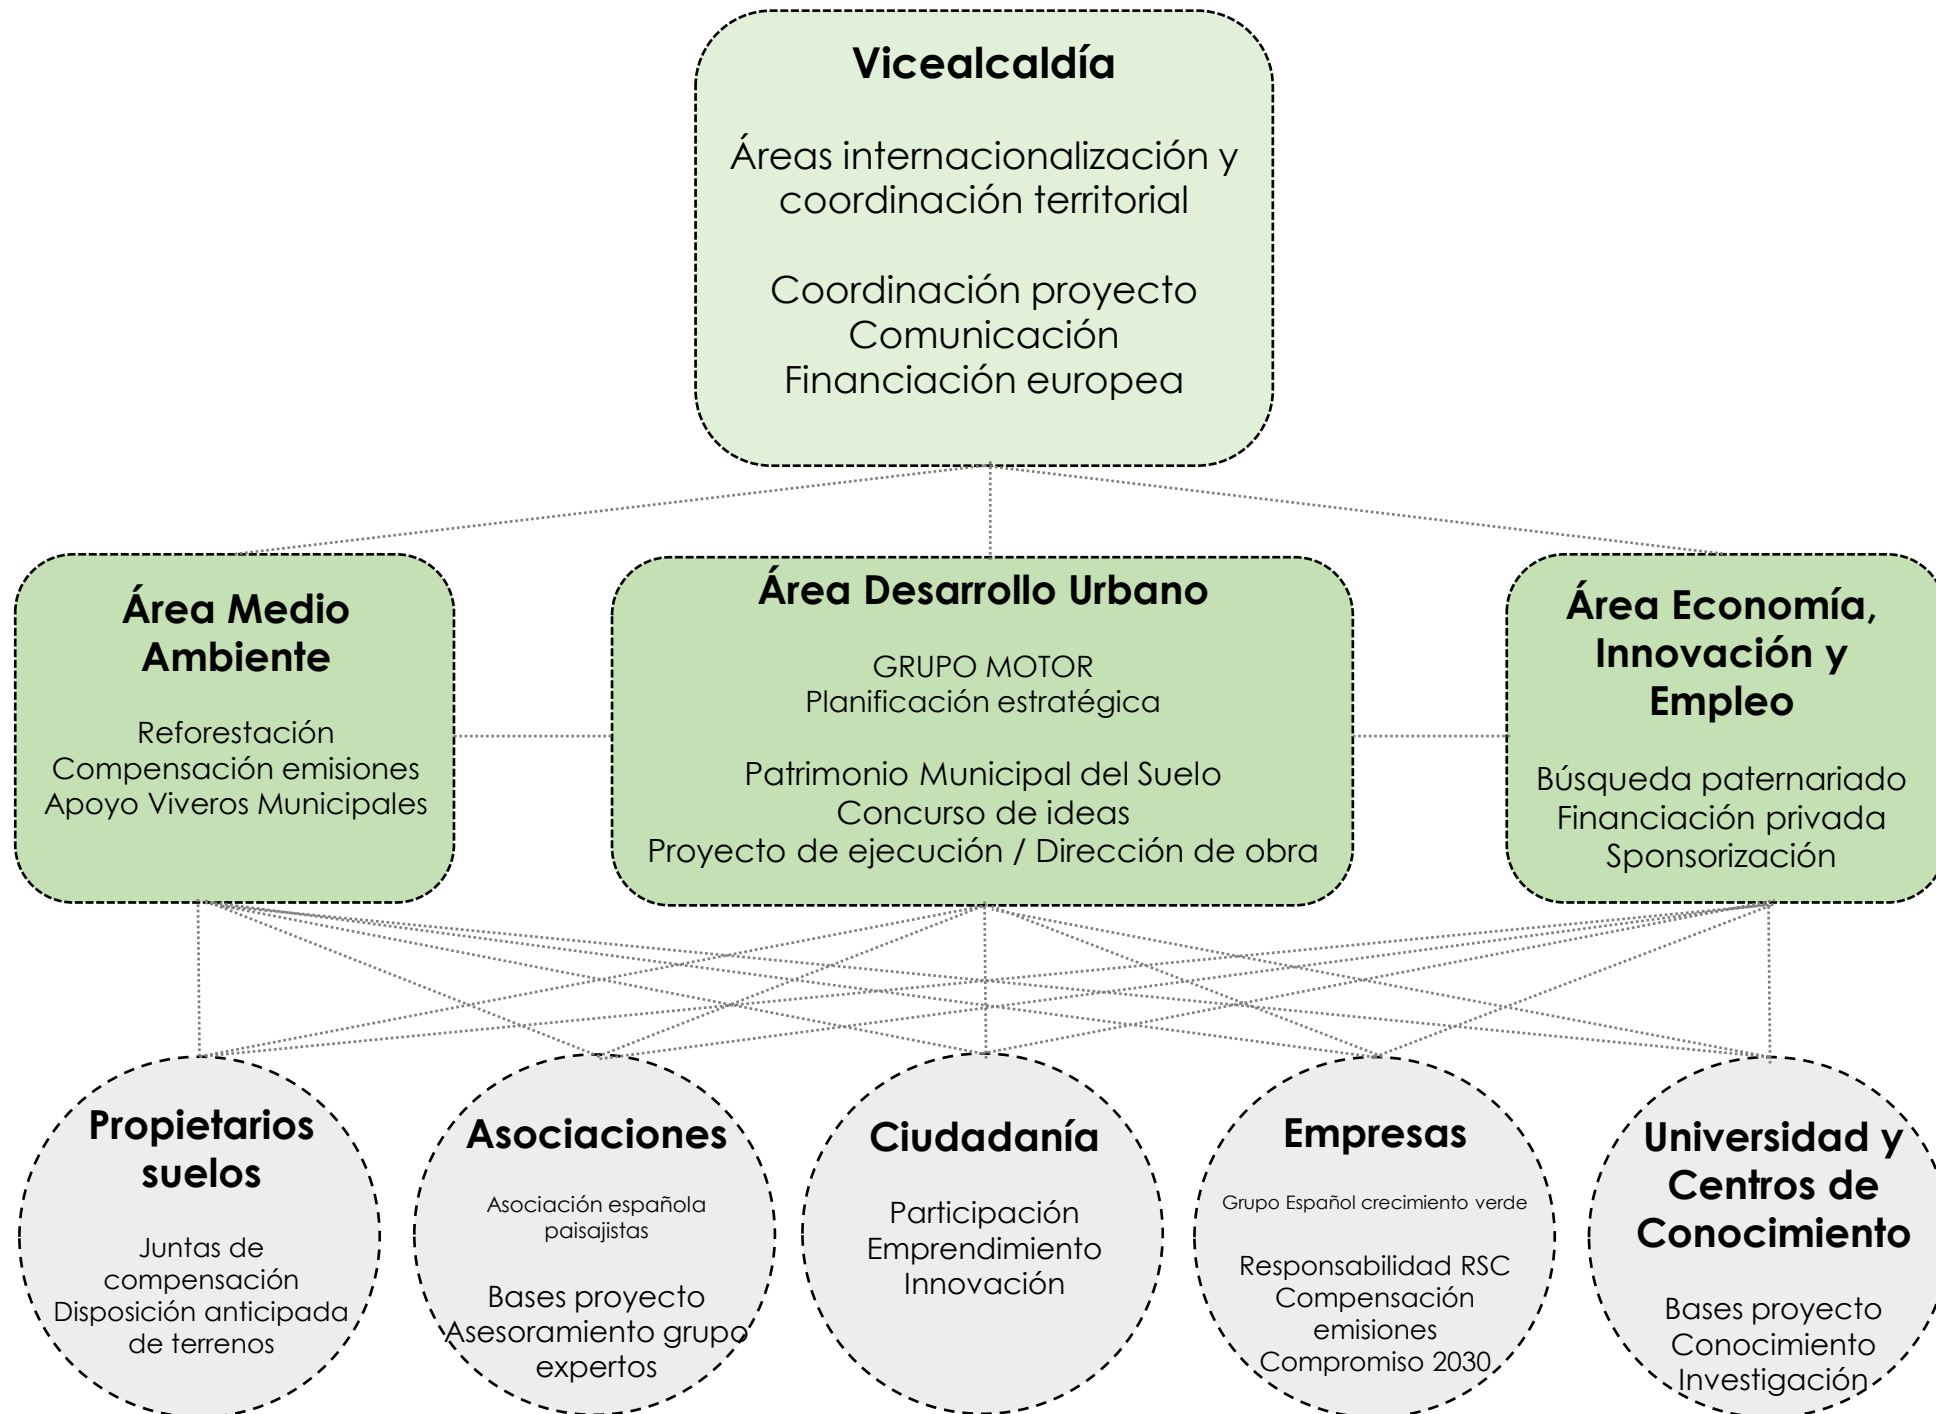 Vicealcaldía
Áreas internacionalización y
coordinación territorial
Coordinación proyecto
Comunicación
Financiación europea
Área Medio
Ambiente
Reforestación
Compensación emisiones
Apoyo Viveros Municipales
Área Desarrollo Urbano
GRUPO MOTOR
Planificación estratégica
Patrimonio Municipal del Suelo
Concurso de ideas
Proyecto de ejecución / Dirección de obra
Área Economía,
Innovación y
Empleo
Búsqueda paternariado
Financiación privada
Sponsorización
Propietarios
suelos
Juntas de
compensación
Disposición anticipada
de terrenos
Asociaciones
Asociación española
paisajistas
Bases proyecto
Asesoramiento grupo
expertos
Ciudadanía
Participación
Emprendimiento
Innovación
Empresas
Grupo Español crecimiento verde
Responsabilidad RSC
Compensación
emisiones
Compromiso 2030
Universidad y
Centros de
Conocimiento
Bases proyecto
Conocimiento
Investigación